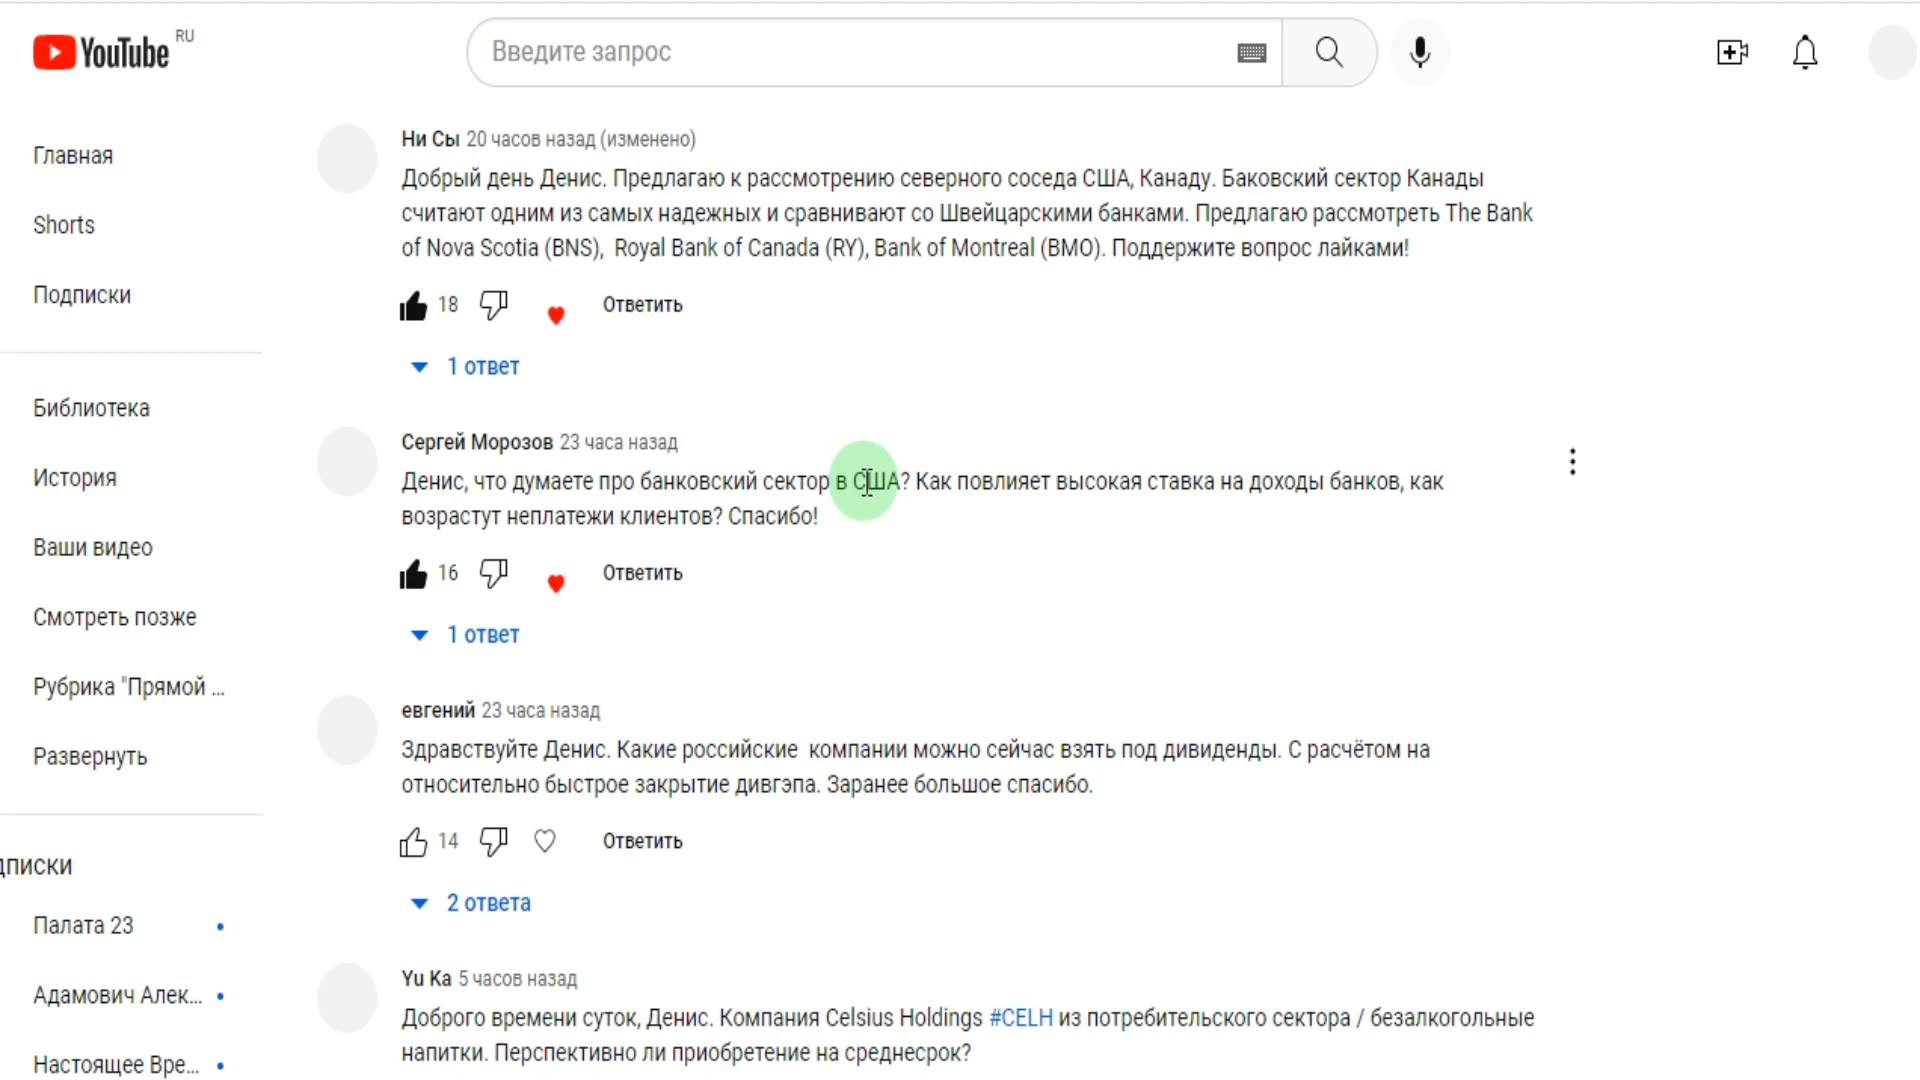 YouTube RU
Введите запрос
Главная
Shorts
Подписки
Библиотека
История
Ваши видео
Смотреть позже
Рубрика "Прямой ...
Развернуть
дписки
Палата 23
Адамович Алек...
Настоящее Вре...
Ни Сы 20 часов назад (изменено)
Добрый день Денис. Предлагаю к рассмотрению северного соседа США, Канаду. Баковский сектор Канады
считают одним из самых надежных и сравнивают со Швейцарскими банками. Предлагаю рассмотреть The Bank
of Nova Scotia (BNS), Royal Bank of Canada (RY), Bank of Montreal (BMO). Поддержите вопрос лайками!
18 Ответить
1 ответ
Сергей Морозов 23 часа назад
Денис, что думаете про банковский сектор в США? Как повлияет высокая ставка на доходы банков, как
возрастут неплатежи клиентов? Спасибо!
16 Ответить
1 ответ
евгений 23 часа назад
Здравствуйте Денис. Какие российские компании можно сейчас взять под дивиденды. С расчётом на
относительно быстрое закрытие дивгэпа. Заранее большое спасибо.
14 Ответить
2 ответа
Yu Ka 5 часов назад
Доброго времени суток, Денис. Компания Celsius Holdings #CELH из потребительского сектора / безалкогольные
напитки. Перспективно ли приобретение на среднесрок?